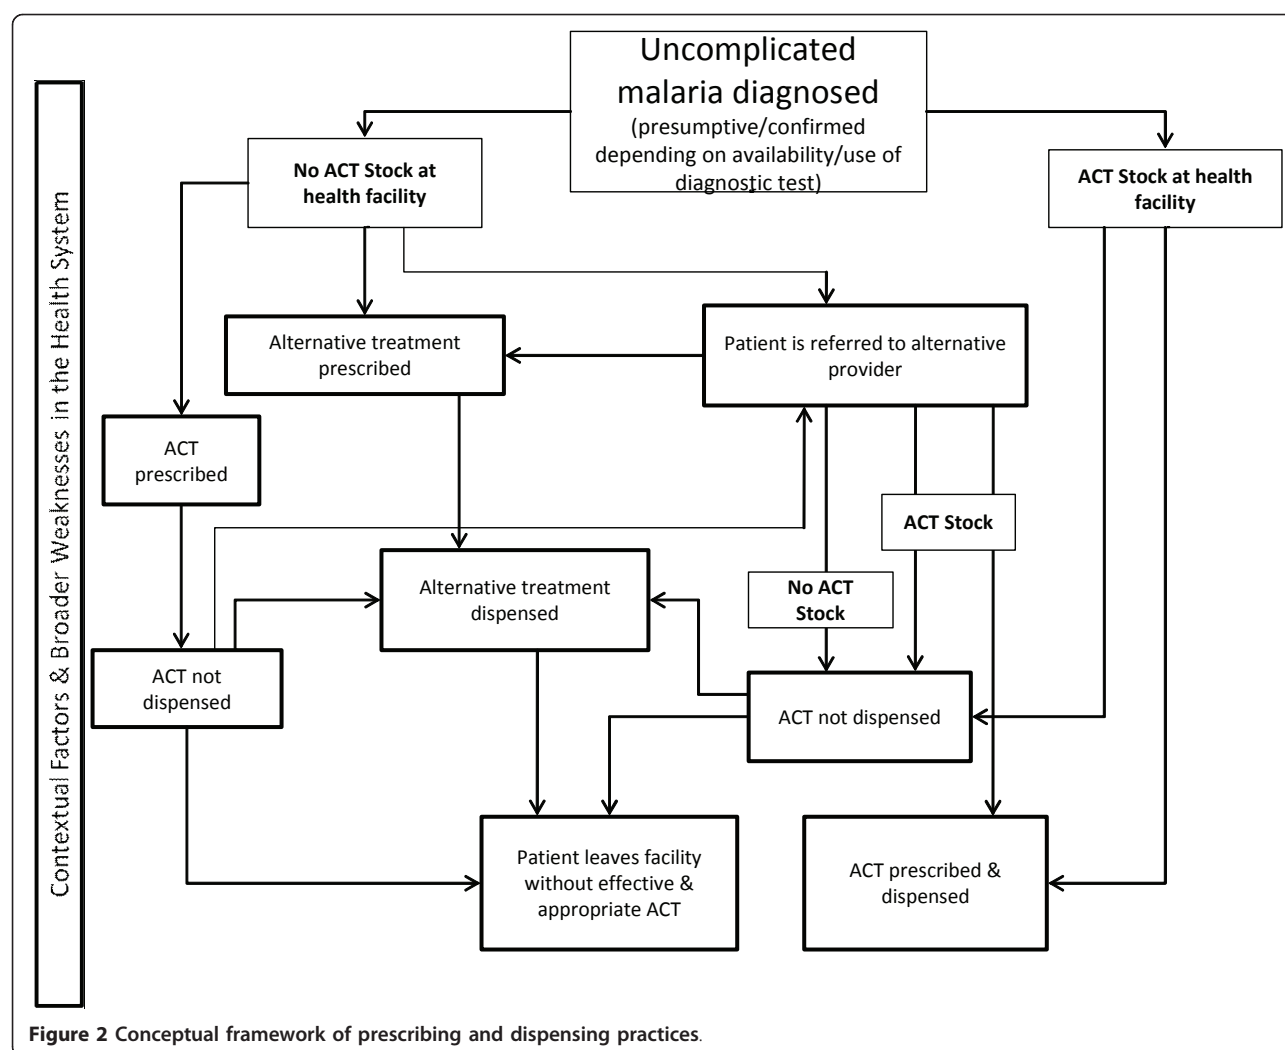 Uncomplicated
malaria diagnosed
(presumptive/confirmed
depending on availability/use of
diagnostic test)
No ACT Stock at
health facility
ACT Stock at health
facility
Contextual Factors & Broader Weaknesses in the Health System
Alternative treatment
prescribed
Patient is referred to alternative
provider
ACT
prescribed
ACT Stock
Alternative treatment
dispensed
No ACT
Stock
ACT not
dispensed
ACT not dispensed
Patient leaves facility
without effective &
appropriate ACT
ACT prescribed &
dispensed
Figure 2 Conceptual framework of prescribing and dispensing practices.